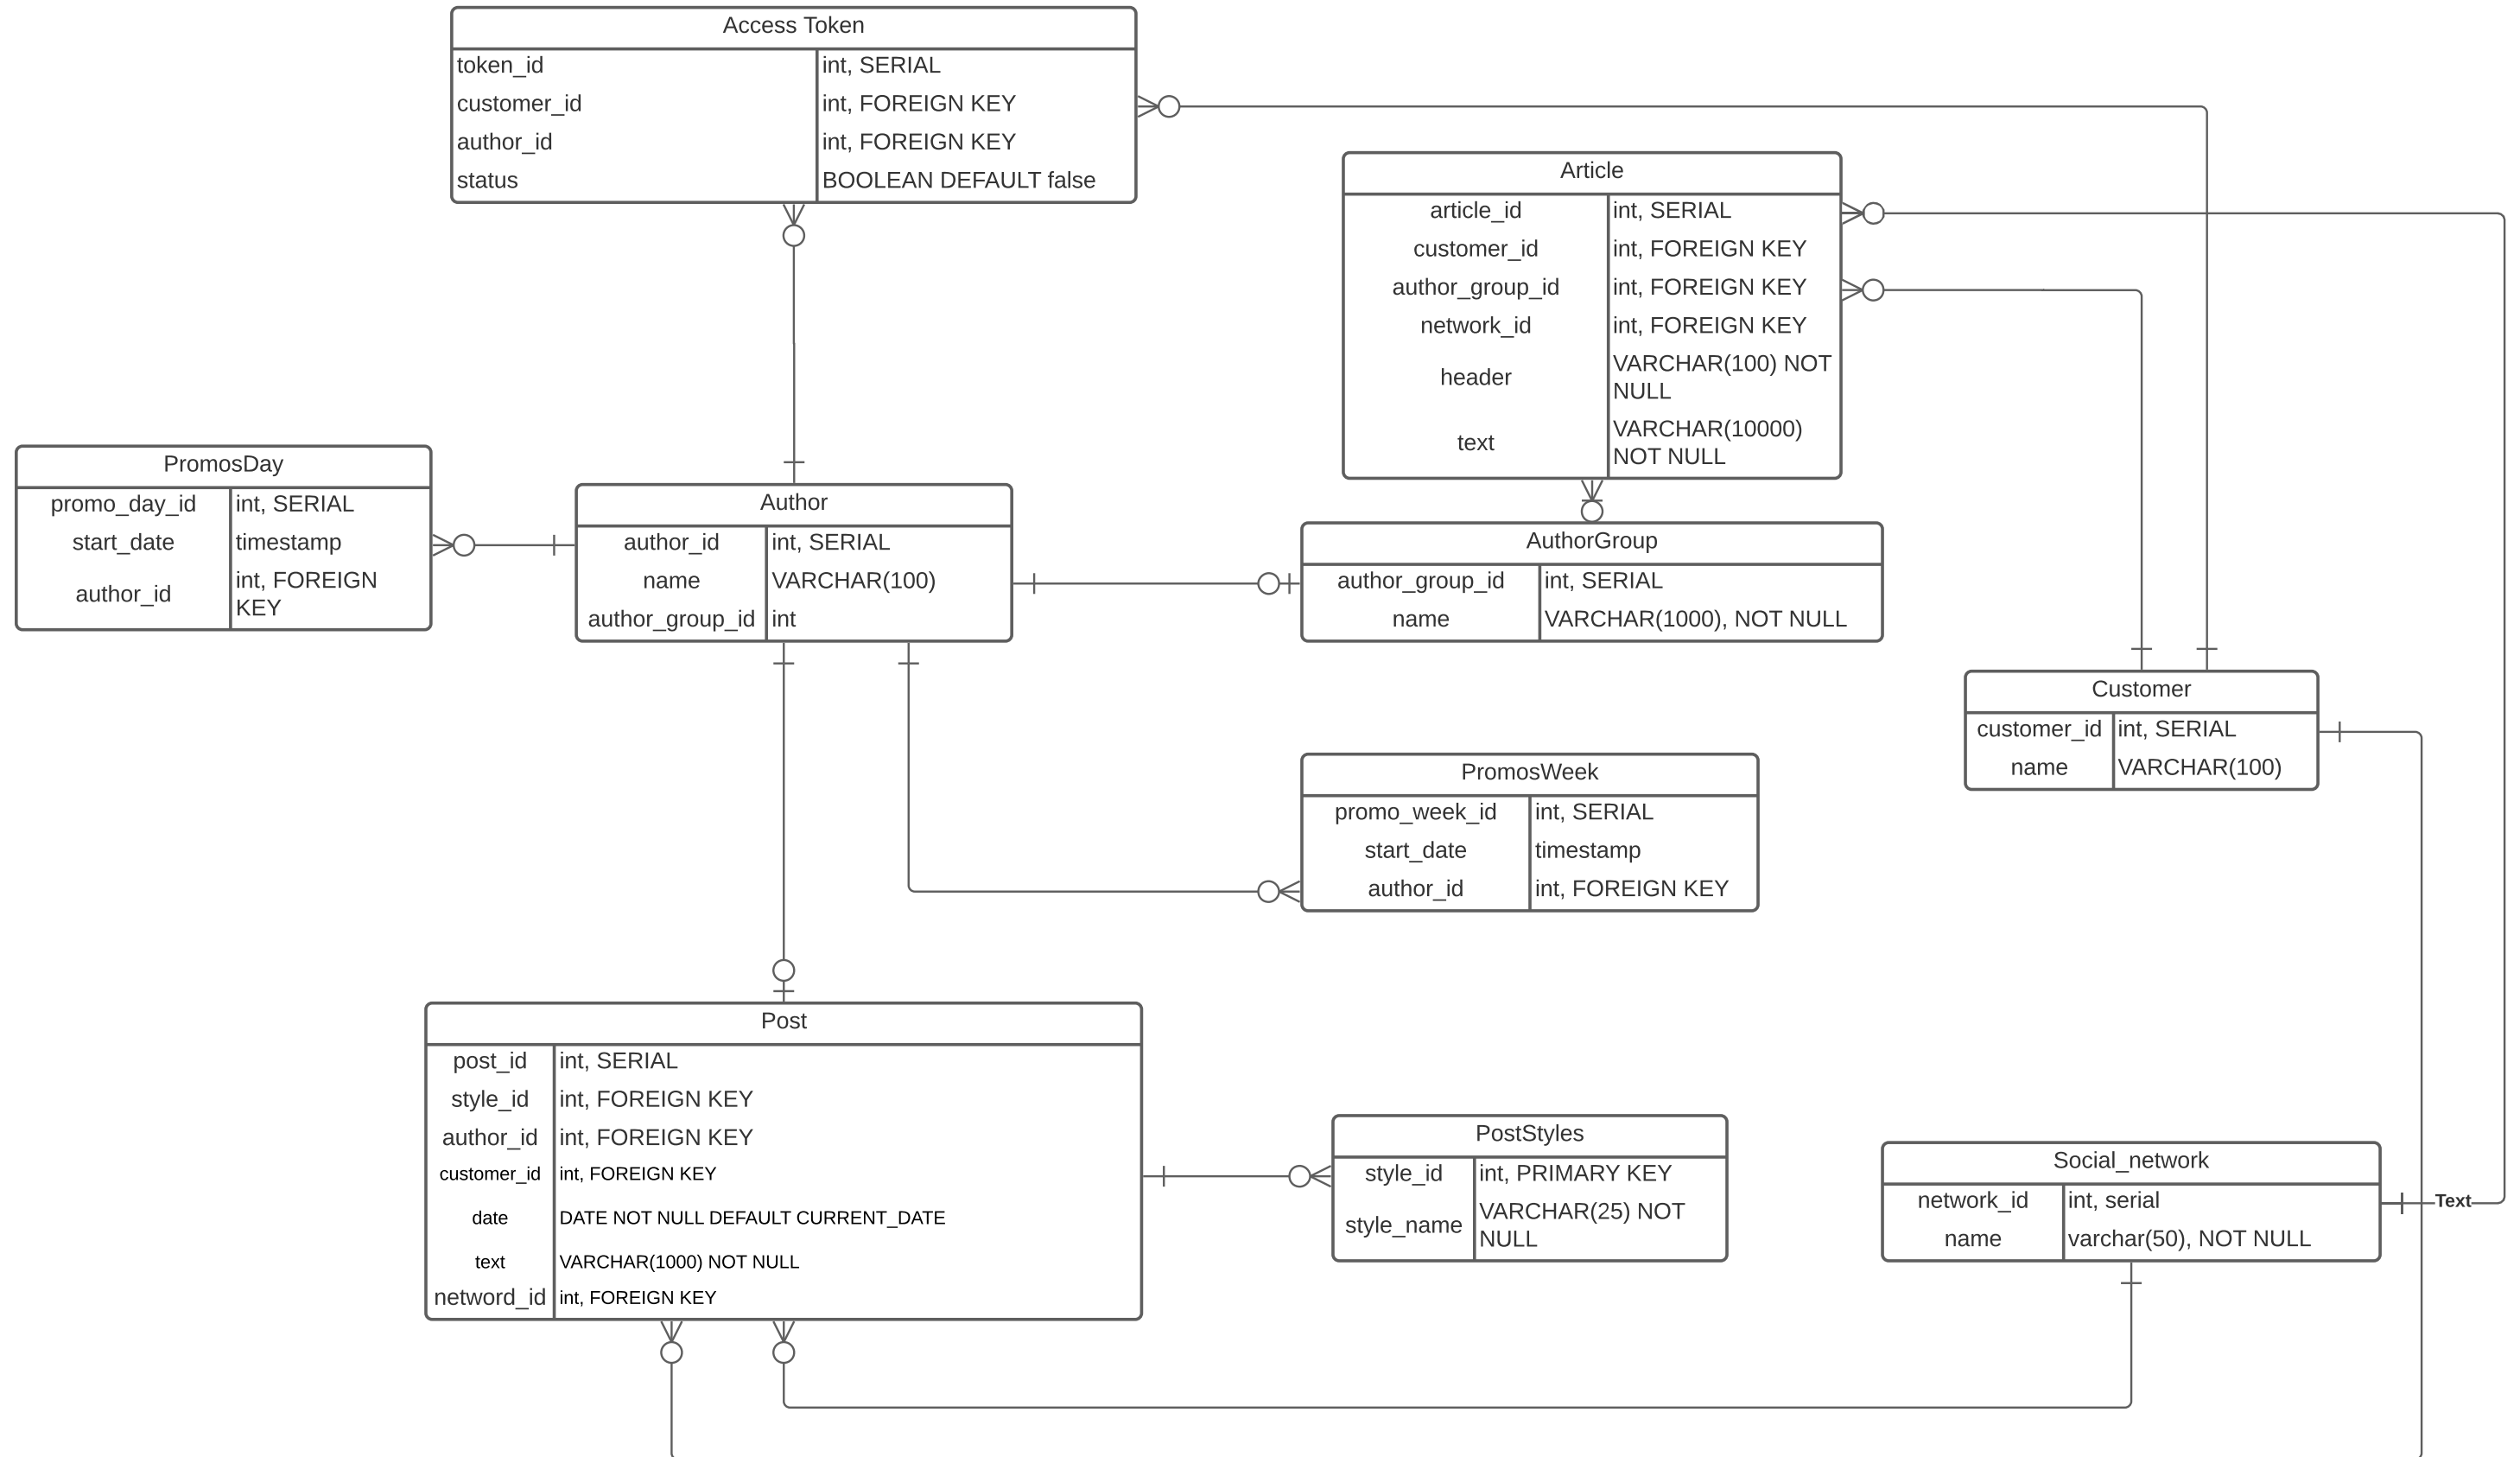 Access Token
token_id int, SERIAL
customer_id int, FOREIGN KEY
author_id int, FOREIGN KEY
status BOOLEAN DEFAULT false
Article
article_id int, SERIAL
customer_id int, FOREIGN KEY
author_group_id int, FOREIGN KEY
network_id int, FOREIGN KEY
header VARCHAR(100) NOT
NULL
text VARCHAR(10000)
NOT NULL
PromosDay
promo_day_id int, SERIAL
start_date timestamp
author_id int, FOREIGN
KEY
Author
author_id int, SERIAL
name VARCHAR(100)
author_group_id int
AuthorGroup
author_group_id int, SERIAL
name VARCHAR(1000), NOT NULL
Customer
customer_id int, SERIAL
name VARCHAR(100)
PromosWeek
promo_week_id int, SERIAL
start_date timestamp
author_id int, FOREIGN KEY
Post
post_id int, SERIAL
style_id int, FOREIGN KEY
author_id int, FOREIGN KEY
customer_id int, FOREIGN KEY
date DATE NOT NULL DEFAULT CURRENT_DATE
text VARCHAR(1000) NOT NULL
netword_id int, FOREIGN KEY
PostStyles
style_id int, PRIMARY KEY
style_name VARCHAR(25) NOT
NULL
Social_network
network_id int, serial
name varchar(50), NOT NULL
Text